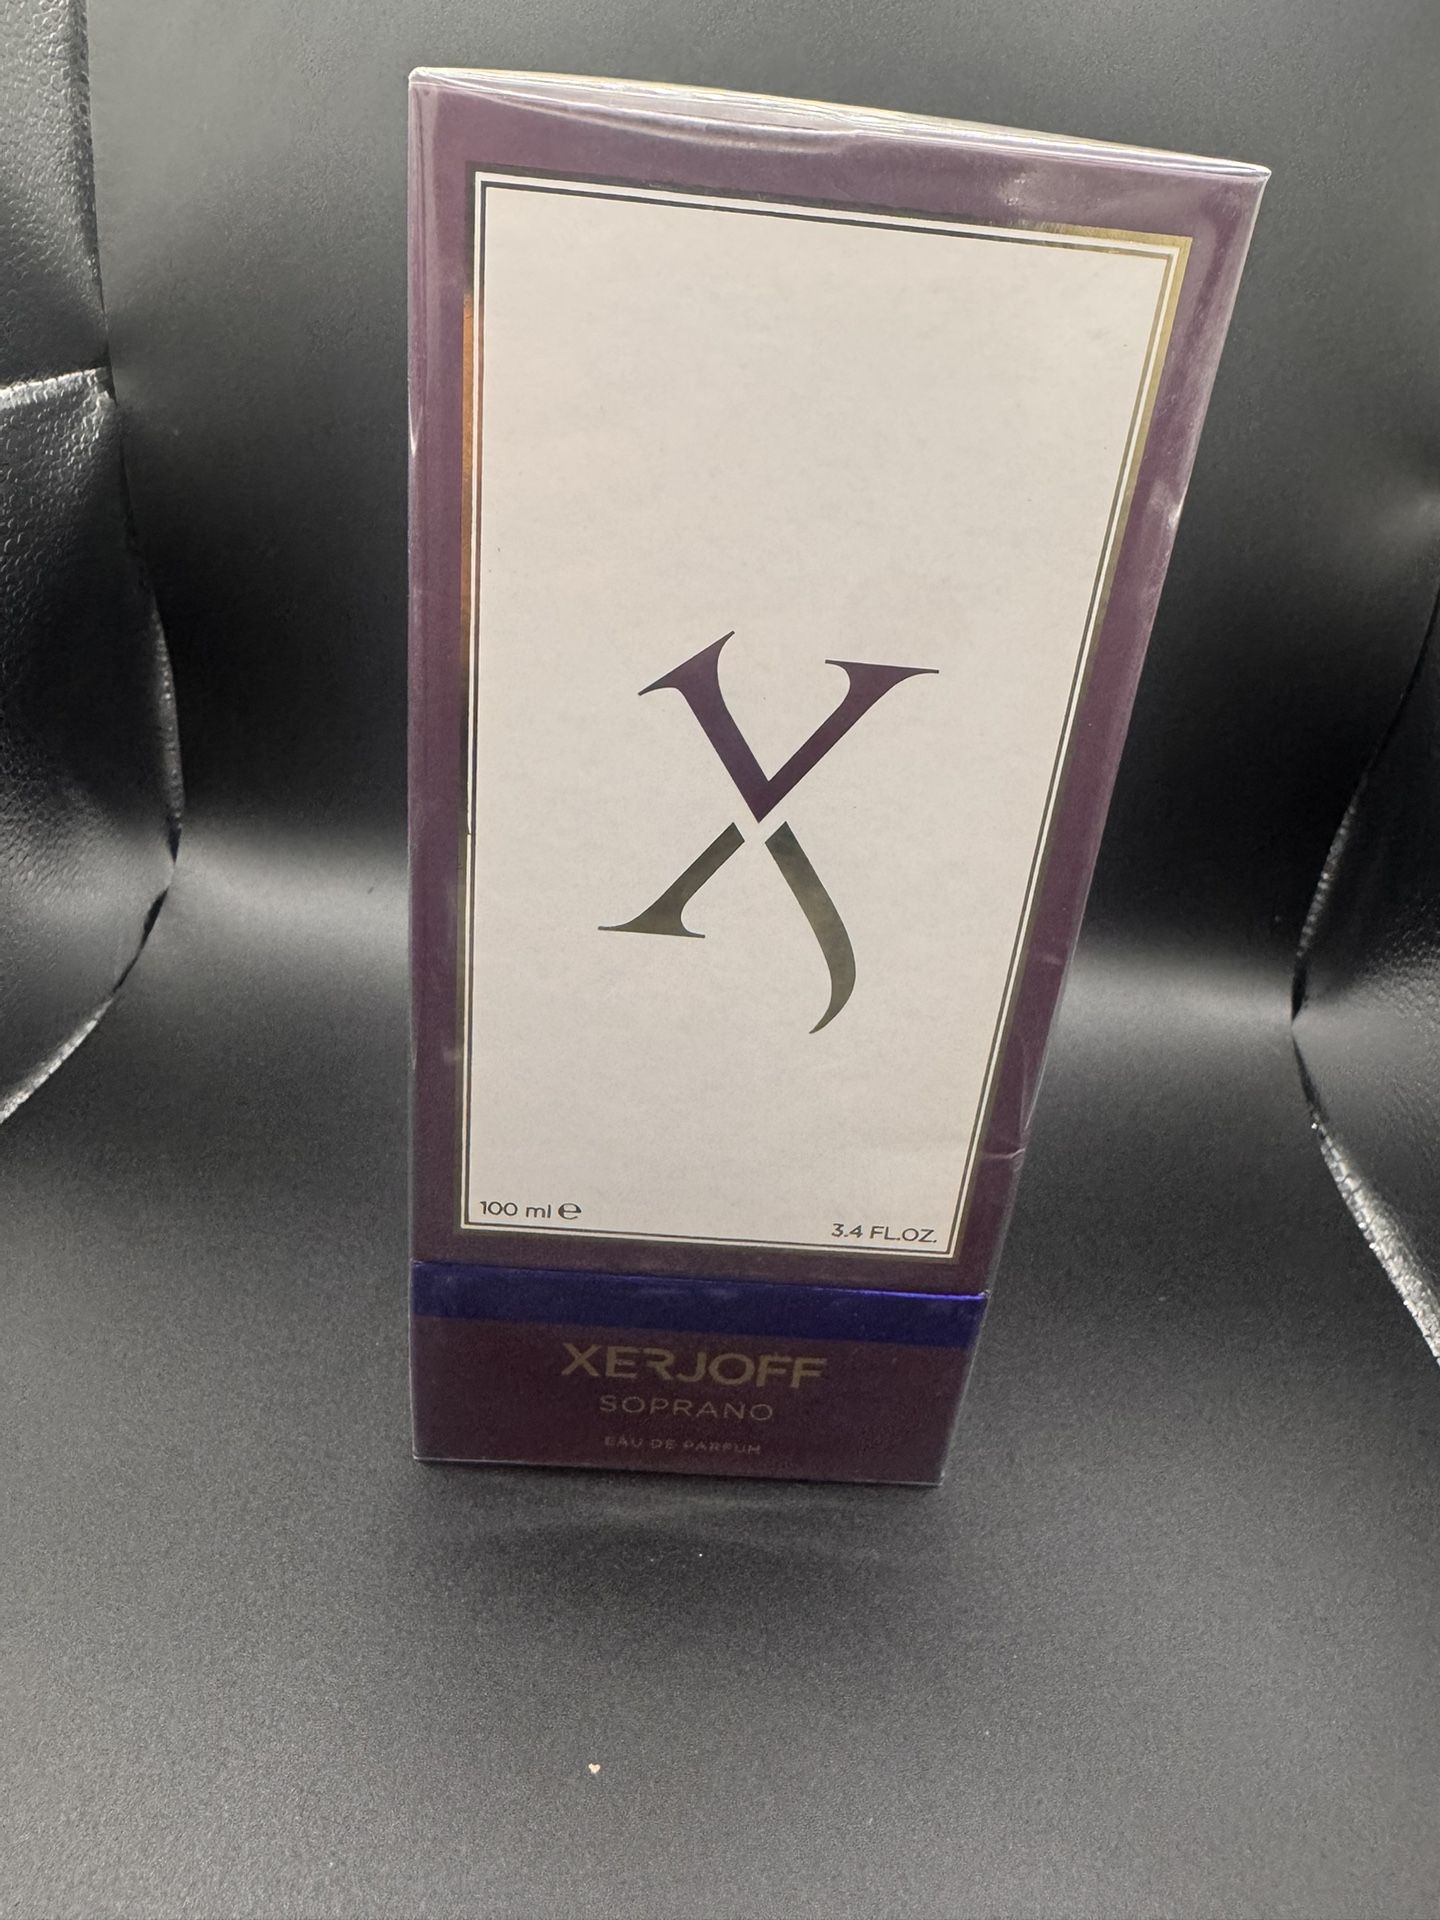 X
100 ml ℮
3.4 FL.OZ.
XERJOFF
SOPRANO
EAU DE PARFUM